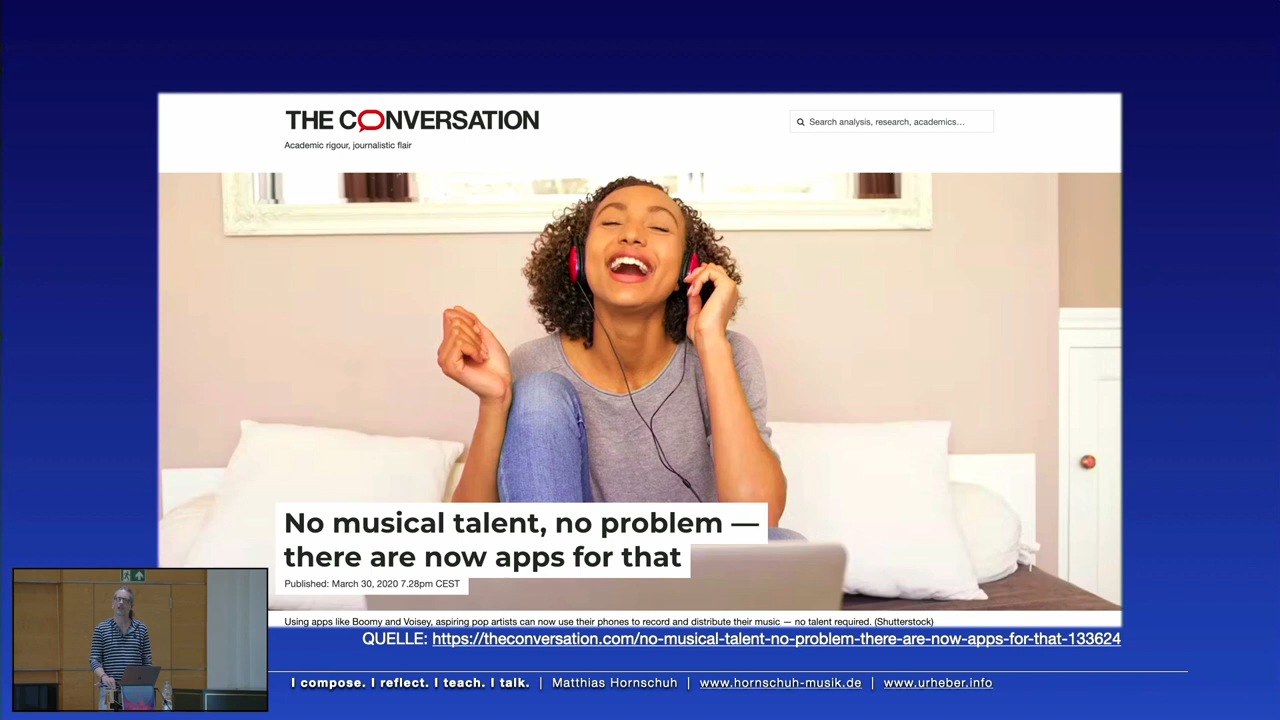 THE CONVERSATION
Search analysis, research, academics...
Academic rigour, journalistic flair
No musical talent, no problem —
there are now apps for that
Published: March 30, 2020 7.28pm CEST
Using apps like Boomy and Voisey, aspiring pop artists can now use their phones to record and distribute their music — no talent required. (Shutterstock)
QUELLE: https://theconversation.com/no-musical-talent-no-problem-there-are-now-apps-for-that-133624
I compose. I reflect. I teach. I talk. | Matthias Hornschuh | www.hornschuh-musik.de | www.urheber.info